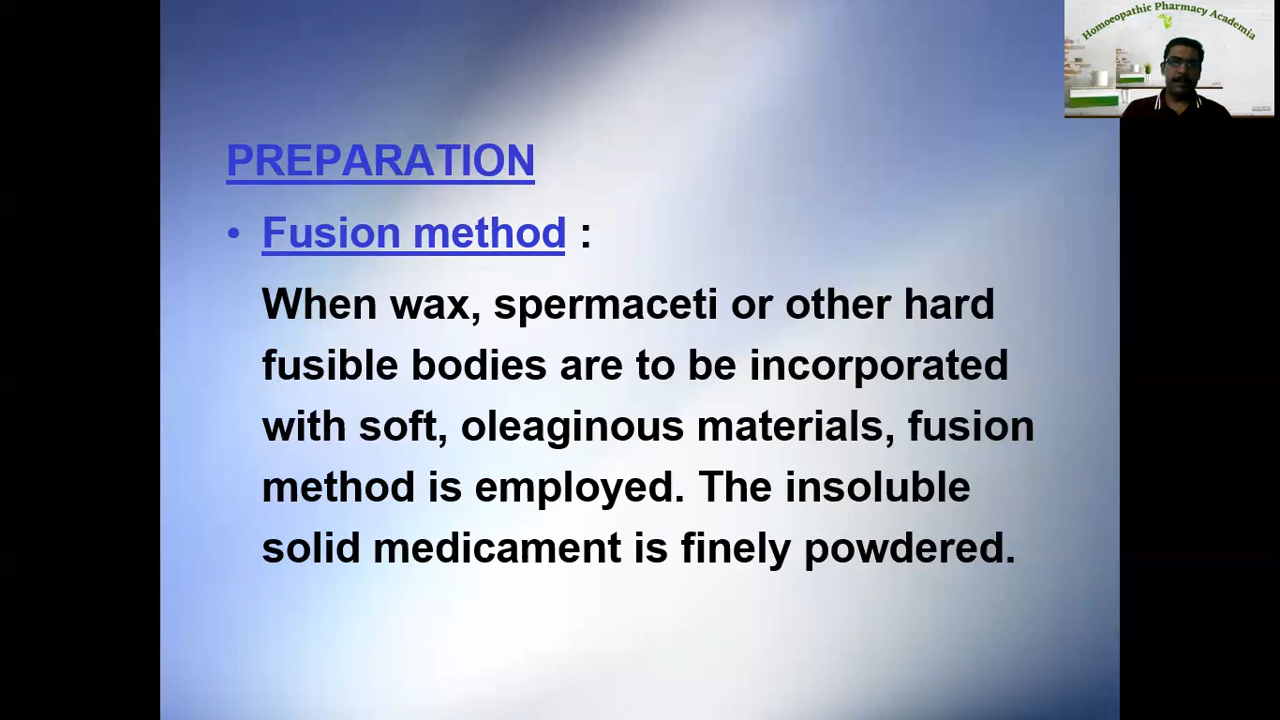 Homoeopathic Pharmacy Academia
PREPARATION
• Fusion method :
When wax, spermaceti or other hard
fusible bodies are to be incorporated
with soft, oleaginous materials, fusion
method is employed. The insoluble
solid medicament is finely powdered.